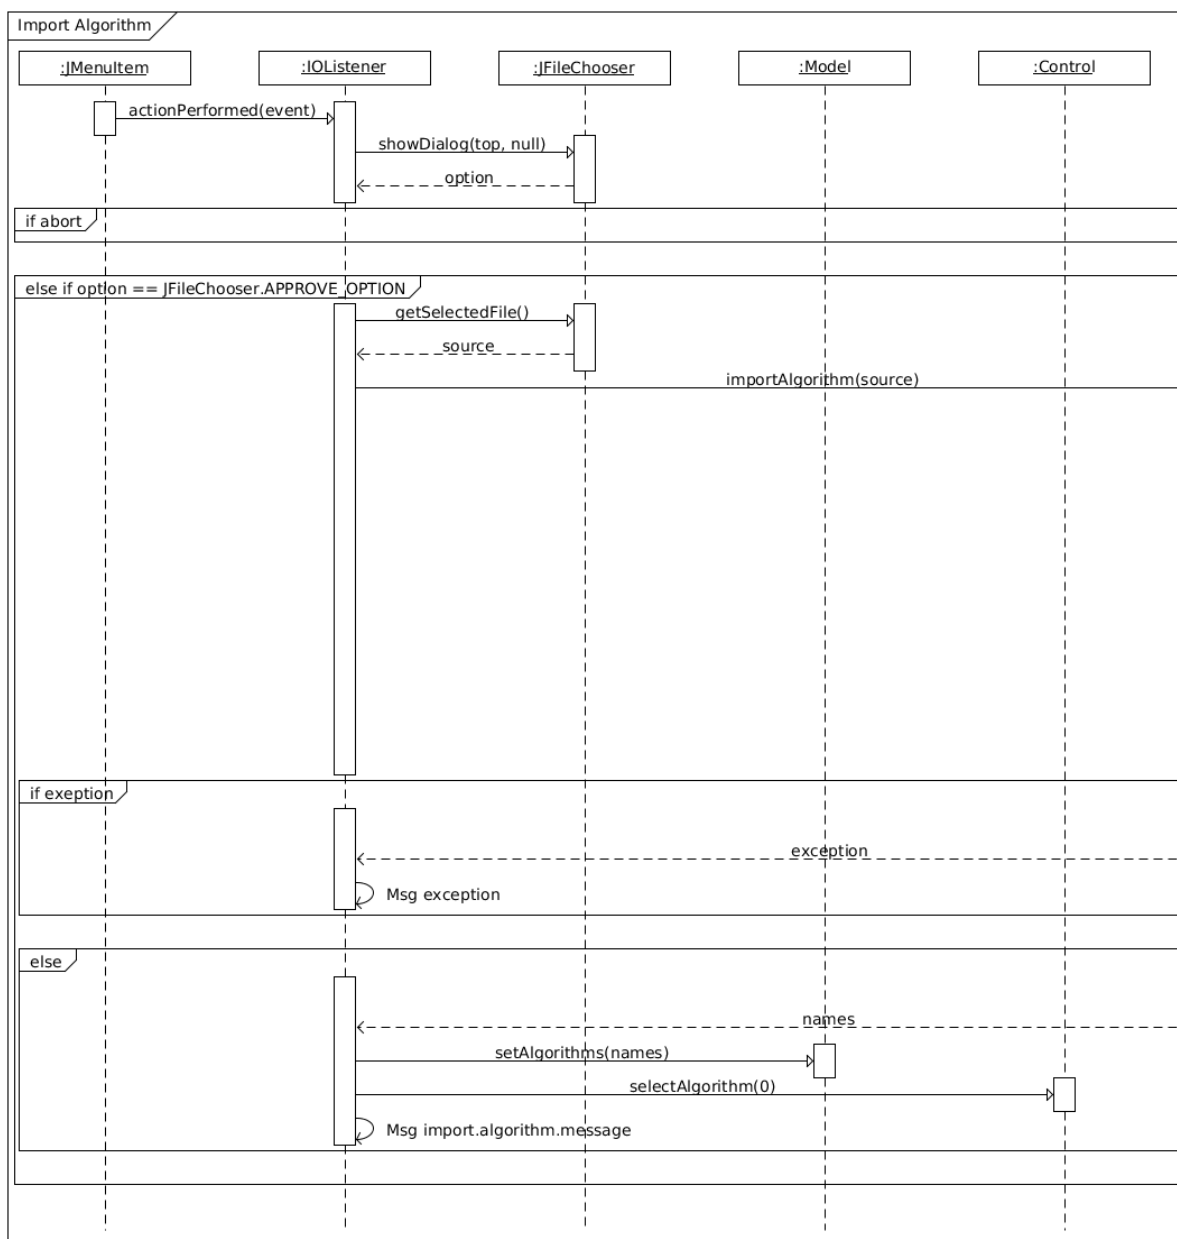 Import Algorithm
:JMenuItem
:IOListener
:JFileChooser
:Model
:Control
actionPerformed(event)
showDialog(top, null)
option
if abort
else if option == JFileChooser.APPROVE_OPTION
getSelectedFile()
source
importAlgorithm(source)
if exeption
exception
Msg exception
else
names
setAlgorithms(names)
selectAlgorithm(0)
Msg import.algorithm.message